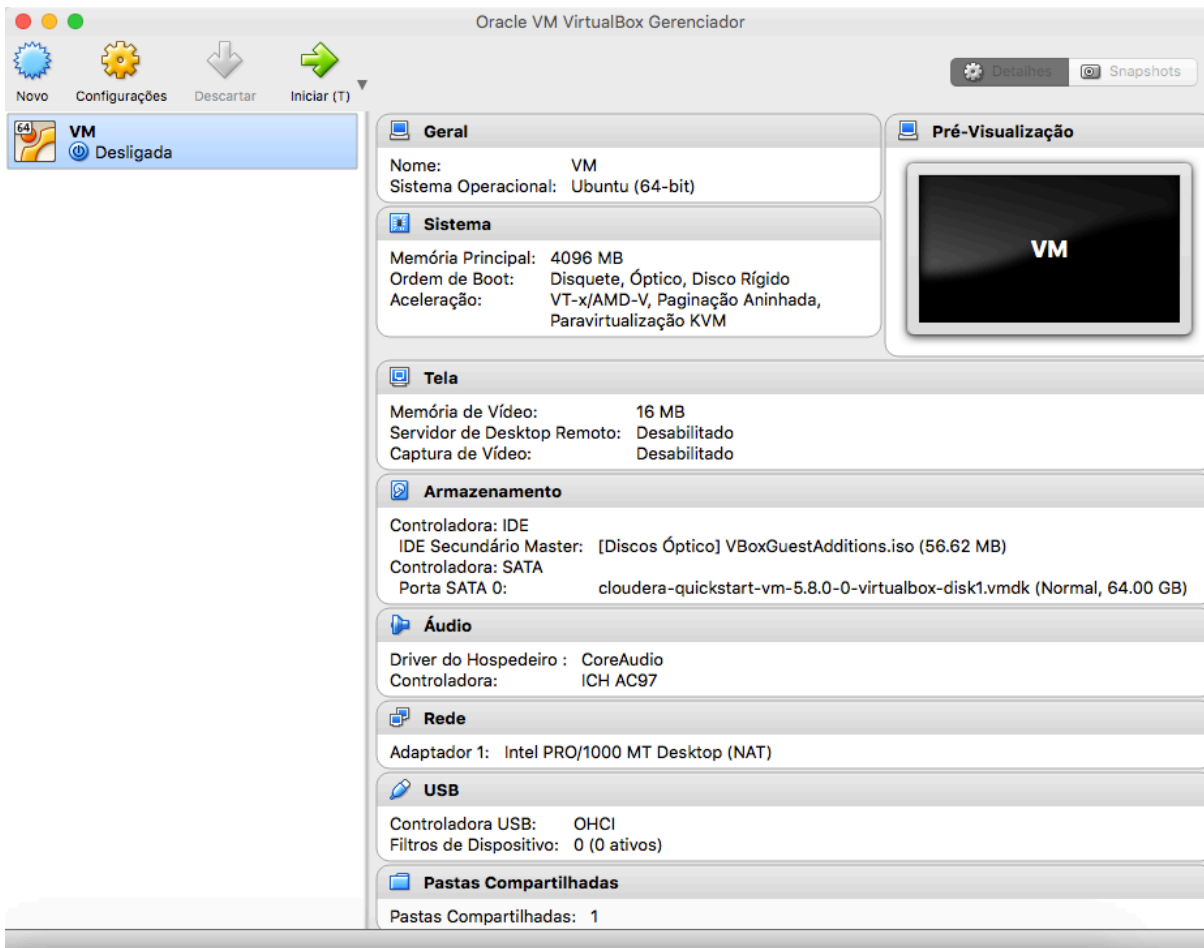 Oracle VM VirtualBox Gerenciador
Novo Configurações Descartar Iniciar (T)
Detalhes Snapshots
64
VM
Desligada
Geral
Nome: VM
Sistema Operacional: Ubuntu (64-bit)
Pré-Visualização
VM
Sistema
Memória Principal: 4096 MB
Ordem de Boot: Disquete, Óptico, Disco Rígido
Aceleração: VT-x/AMD-V, Paginação Aninhada,
Paravirtualização KVM
Tela
Memória de Vídeo: 16 MB
Servidor de Desktop Remoto: Desabilitado
Captura de Vídeo: Desabilitado
Armazenamento
Controladora: IDE
IDE Secundário Master: [Discos Óptico] VBoxGuestAdditions.iso (56.62 MB)
Controladora: SATA
Porta SATA 0: cloudera-quickstart-vm-5.8.0-0-virtualbox-disk1.vmdk (Normal, 64.00 GB)
Áudio
Driver do Hospedeiro : CoreAudio
Controladora: ICH AC97
Rede
Adaptador 1: Intel PRO/1000 MT Desktop (NAT)
USB
Controladora USB: OHCI
Filtros de Dispositivo: 0 (0 ativos)
Pastas Compartilhadas
Pastas Compartilhadas: 1